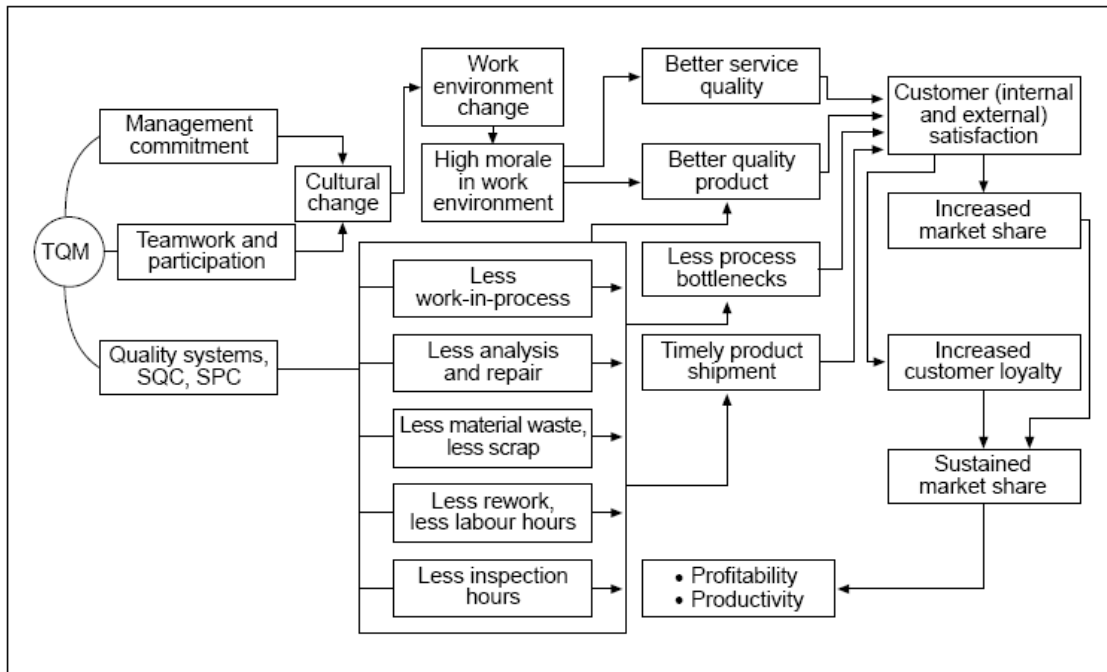 Work
environment
change
Better service
quality
Customer (internal
and external)
satisfaction
Management
commitment
High morale
in work
environment
Better quality
product
Cultural
change
Increased
market share
TQM
Teamwork and
participation
Less
work-in-process
Less process
bottlenecks
Quality systems,
SQC, SPC
Less analysis
and repair
Timely product
shipment
Increased
customer loyalty
Less material waste,
less scrap
Sustained
market share
Less rework,
less labour hours
Less inspection
hours
• Profitability
• Productivity